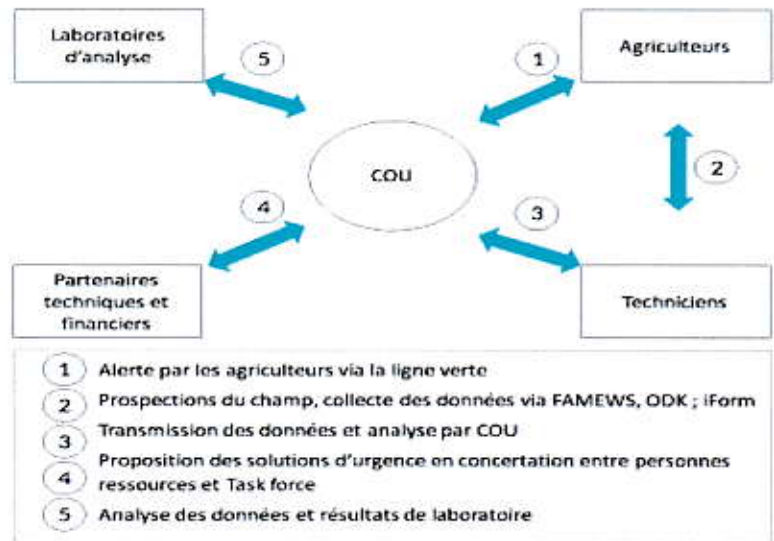 Laboratoires
d'analyse
5
1
Agriculteurs
COU
2
4
3
Partenaires
techniques et
financiers
Techniciens
1 Alerte par les agriculteurs via la ligne verte
2 Prospections du champ, collecte des données via FAMEWS, ODK ; iForm
3 Transmission des données et analyse par COU
4 Proposition des solutions d'urgence en concertation entre personnes
ressources et Task force
5 Analyse des données et résultats de laboratoire